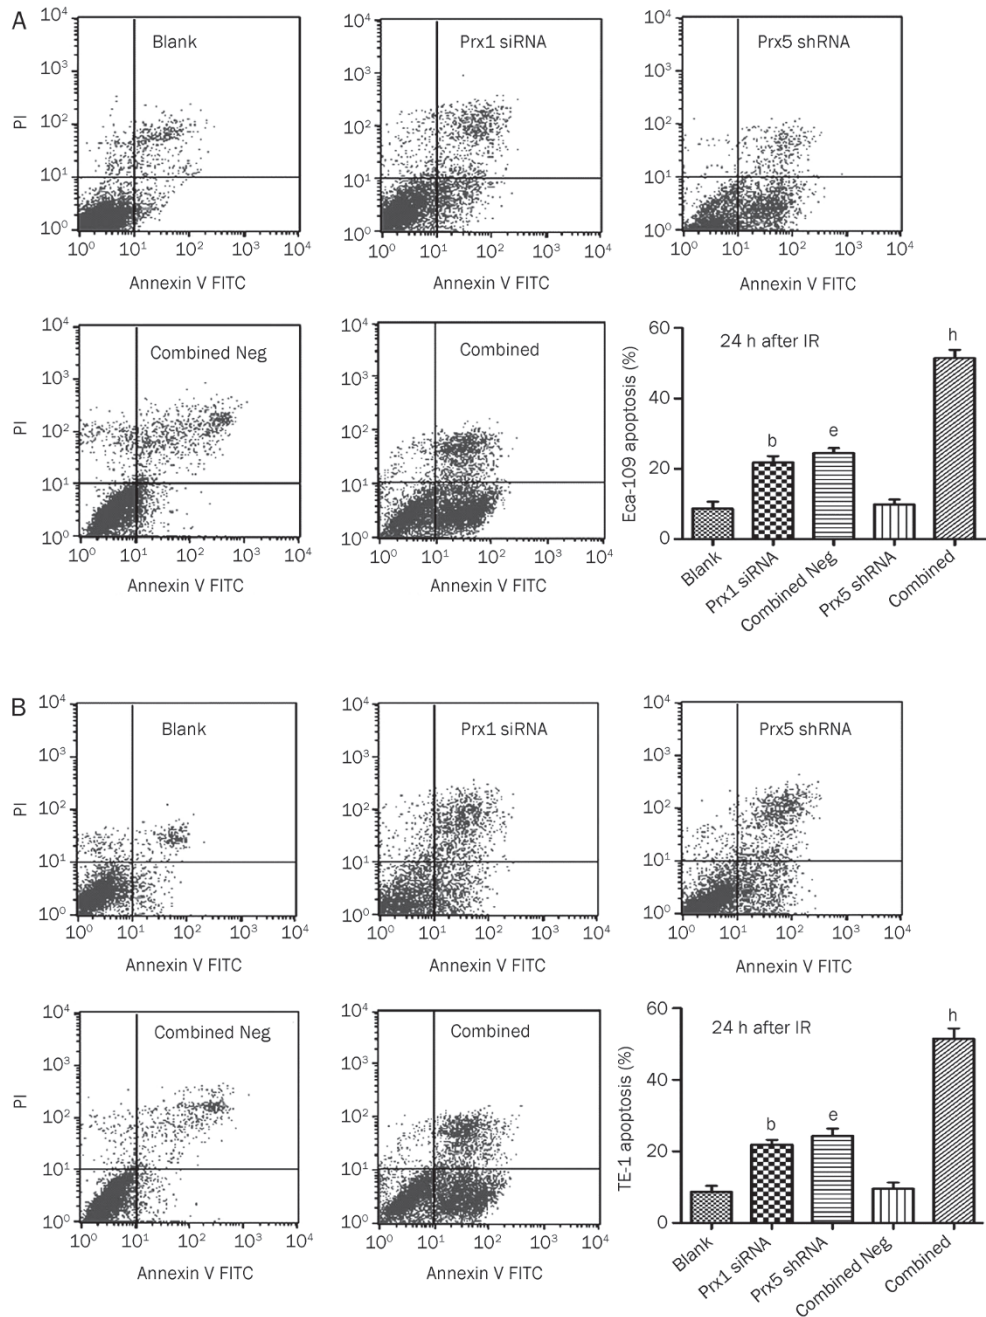 A
Blank
Prx1 siRNA
Prx5 shRNA
PI
10⁴
10³
10²
10¹
10⁰
10⁰ 10¹ 10² 10³ 10⁴
Annexin V FITC
10⁴
10³
10²
10¹
10⁰
10⁰ 10¹ 10² 10³ 10⁴
Annexin V FITC
10⁴
10³
10²
10¹
10⁰
10⁰ 10¹ 10² 10³ 10⁴
Annexin V FITC
Combined Neg
PI
10⁴
10³
10²
10¹
10⁰
10⁰ 10¹ 10² 10³ 10⁴
Annexin V FITC
Combined
10⁴
10³
10²
10¹
10⁰
10⁰ 10¹ 10² 10³ 10⁴
Annexin V FITC
24 h after IR
Eca-109 apoptosis (%)
60
40
20
0
b
e
h
Blank
Prx1 siRNA
Combined Neg
Prx5 shRNA
Combined
B
Blank
PI
10⁴
10³
10²
10¹
10⁰
10⁰ 10¹ 10² 10³ 10⁴
Annexin V FITC
Prx1 siRNA
10⁴
10³
10²
10¹
10⁰
10⁰ 10¹ 10² 10³ 10⁴
Annexin V FITC
Prx5 shRNA
10⁴
10³
10²
10¹
10⁰
10⁰ 10¹ 10² 10³ 10⁴
Annexin V FITC
Combined Neg
PI
10⁴
10³
10²
10¹
10⁰
10⁰ 10¹ 10² 10³ 10⁴
Annexin V FITC
Combined
10⁴
10³
10²
10¹
10⁰
10⁰ 10¹ 10² 10³ 10⁴
Annexin V FITC
24 h after IR
TE-1 apoptosis (%)
60
40
20
0
b
e
h
Blank
Prx1 siRNA
Prx5 shRNA
Combined Neg
Combined